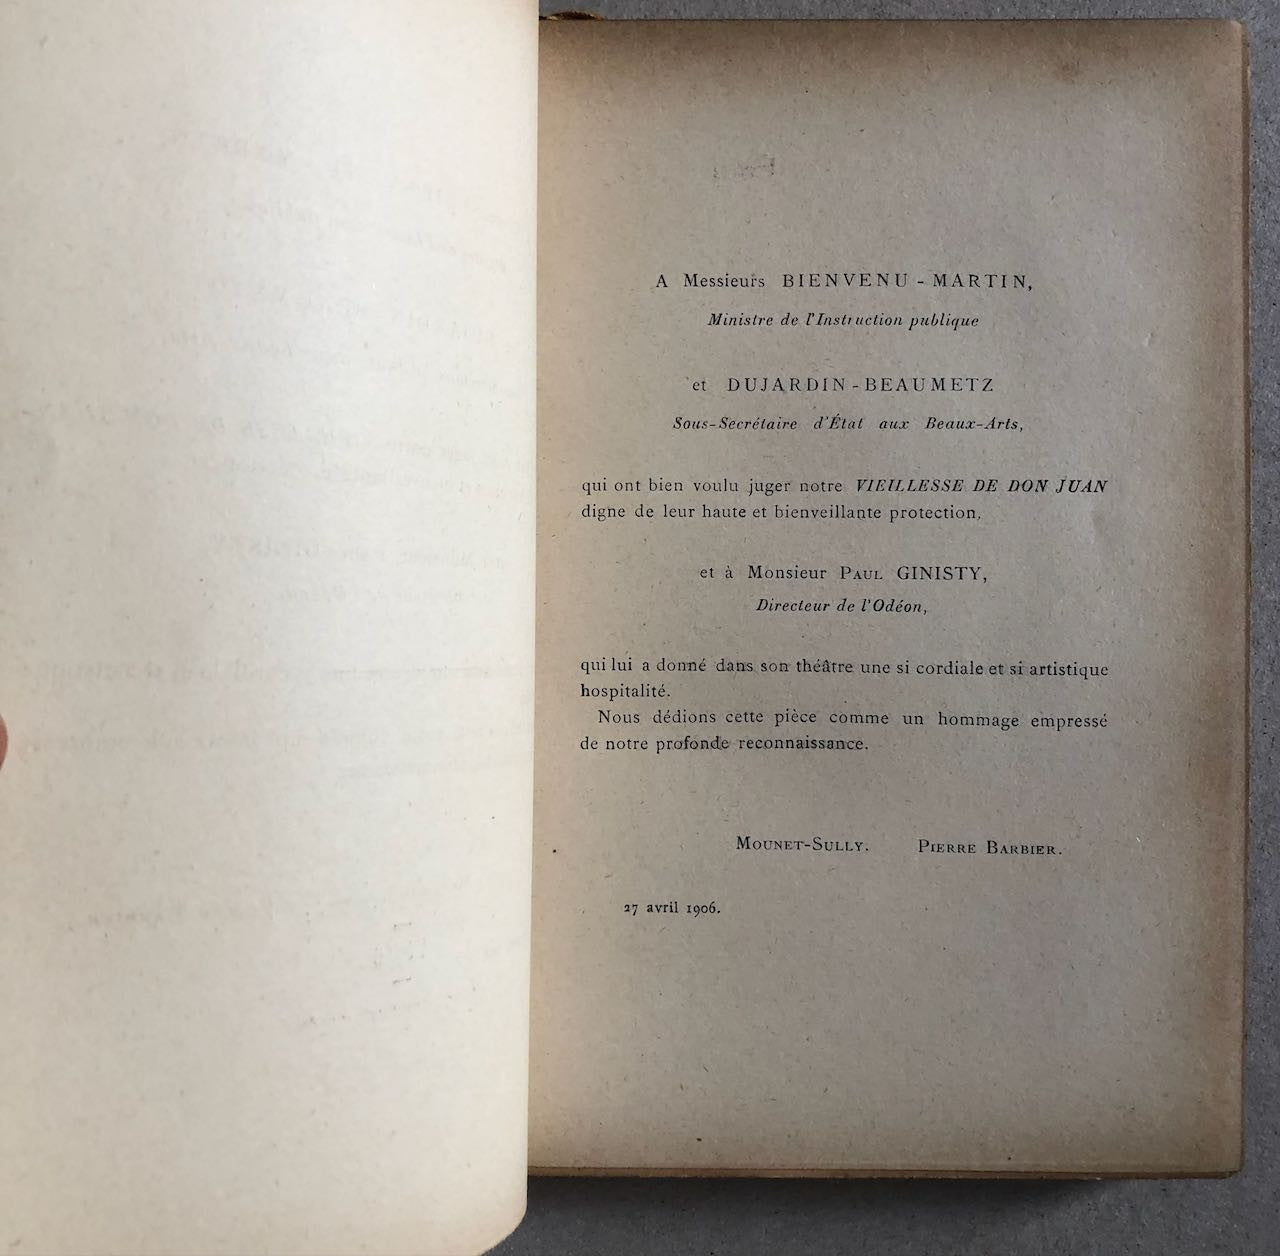 A Messieurs BIENVENU-MARTIN,
Ministre de l'Instruction publique
et DUJARDIN-BEAUMETZ
Sous-Secrétaire d'État aux Beaux-Arts,
qui ont bien voulu juger notre VIEILLESSE DE DON JUAN
digne de leur haute et bienveillante protection,
et à Monsieur PAUL GINISTY,
Directeur de l'Odéon,
qui lui a donné dans son théâtre une si cordiale et si artistique
hospitalité.
Nous dédions cette pièce comme un hommage empressé
de notre profonde reconnaissance.
MOUNET-SULLY. PIERRE BARBIER.
27 avril 1906.